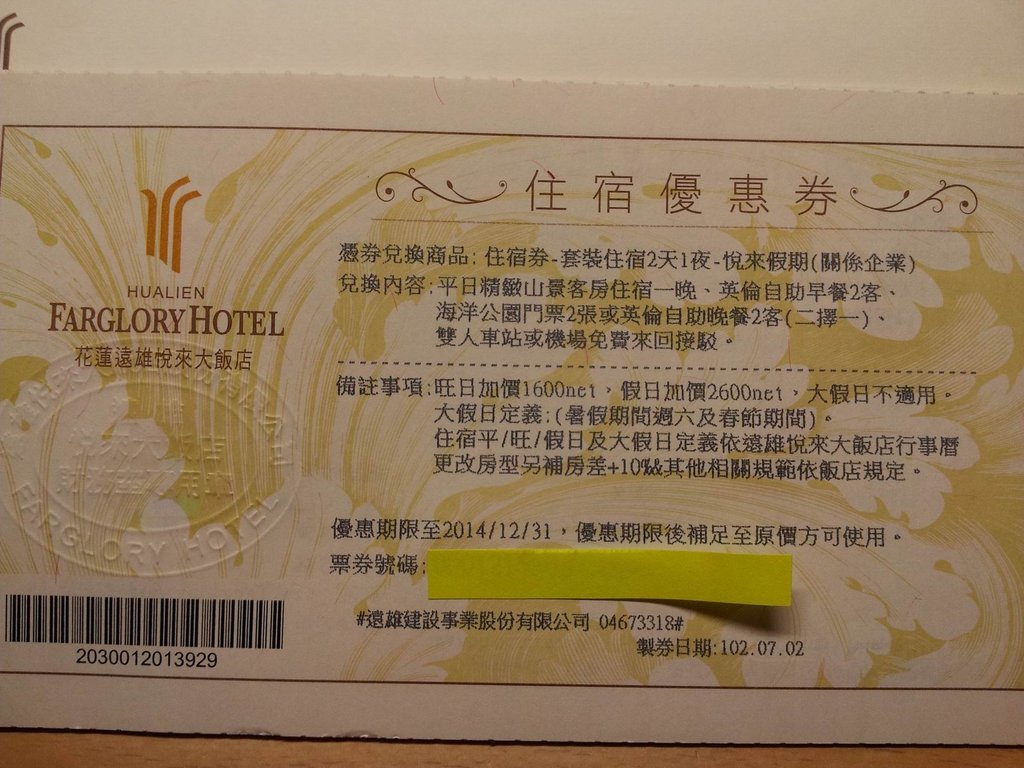 住宿優惠券
HUALIEN
FARGLORY HOTEL
花蓮遠雄悅來大飯店
憑券兌換商品: 住宿券-套裝住宿2天1夜-悅來假期(關係企業)
兌換內容:平日精緻山景客房住宿一晚、英倫自助早餐2客、
海洋公園門票2張或英倫自助晚餐2客(二擇一)、
雙人車站或機場免費來回接駁。
備註事項:旺日加價1600net，假日加價2600net，大假日不適用。
大假日定義:(暑假期間週六及春節期間)。
住宿平/旺/假日及大假日定義依遠雄悅來大飯店行事曆
更改房型另補房差+10%&其他相關規範依飯店規定。
優惠期限至2014/12/31，優惠期限後補足至原價方可使用。
票券號碼:
#遠雄建設事業股份有限公司 04673318#
製券日期:102.07.02
2030012013929
FARGLORY HOTEL